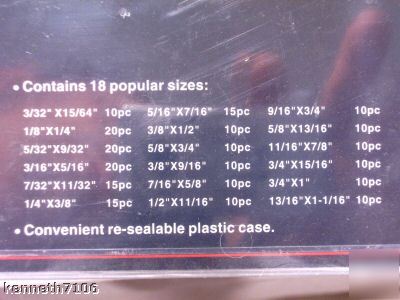 • Contains 18 popular sizes:
3/32"X15/64" 10pc 5/16"X7/16" 15pc 9/16"X3/4" 10pc
1/8"X1/4" 20pc 3/8"X1/2" 10pc 5/8"X13/16" 10pc
5/32"X9/32" 20pc 5/8"X3/4" 10pc 11/16"X7/8" 10pc
3/16"X5/16" 20pc 3/8"X9/16" 10pc 3/4"X15/16" 10pc
7/32"X11/32" 15pc 7/16"X5/8" 10pc 3/4"X1" 10pc
1/4"X3/8" 15pc 1/2"X11/16" 10pc 13/16"X1-1/16" 10pc
• Convenient re-sealable plastic case.
kenneth7106